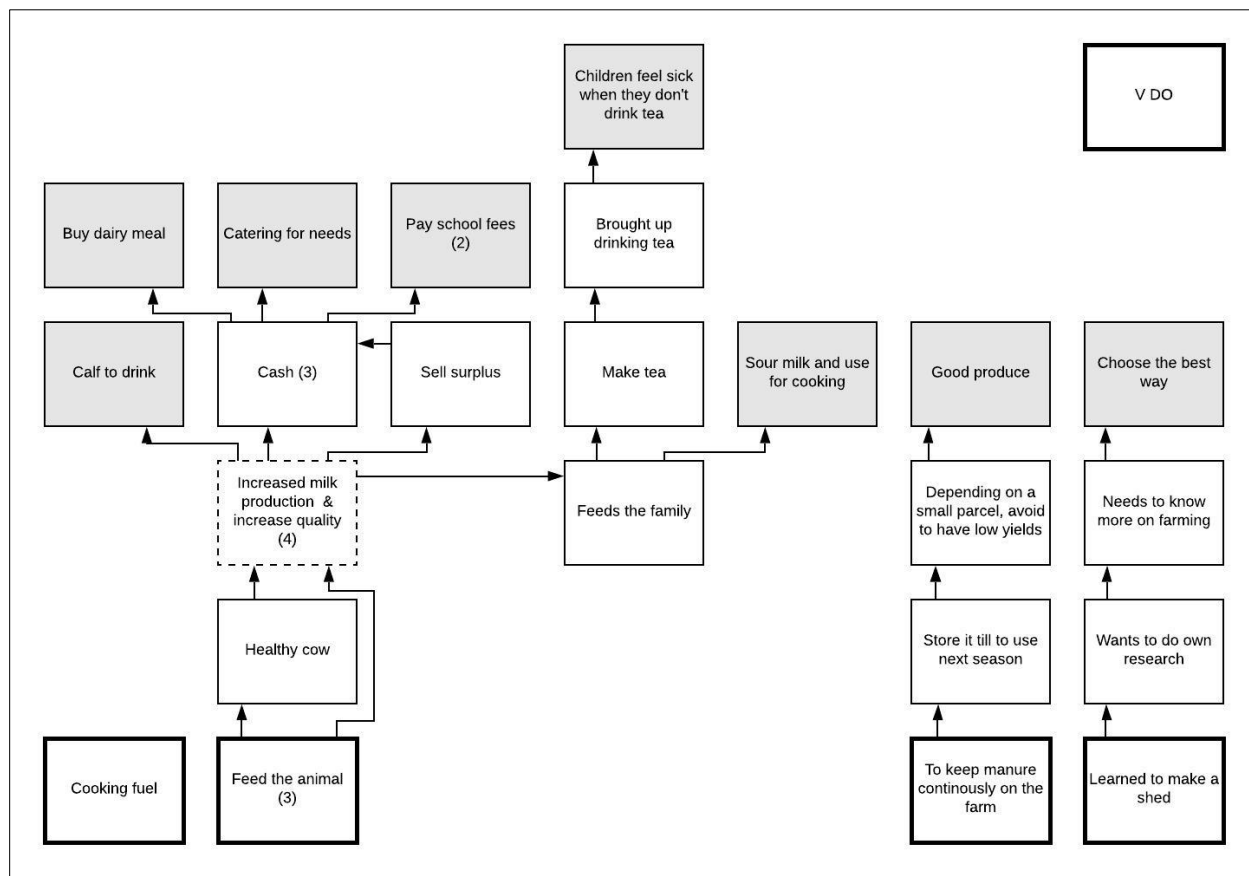 Children feel sick
when they don't
drink tea
V DO
Buy dairy meal
Catering for needs
Pay school fees
(2)
Brought up
drinking tea
Calf to drink
Cash (3)
Sell surplus
Make tea
Sour milk and use
for cooking
Good produce
Choose the best
way
Increased milk
production & 
increase quality
(4)
Feeds the family
Depending on a
small parcel, avoid
to have low yields
Needs to know
more on farming
Healthy cow
Store it till to use
next season
Wants to do own
research
Cooking fuel
Feed the animal
(3)
To keep manure
continously on the
farm
Learned to make a
shed